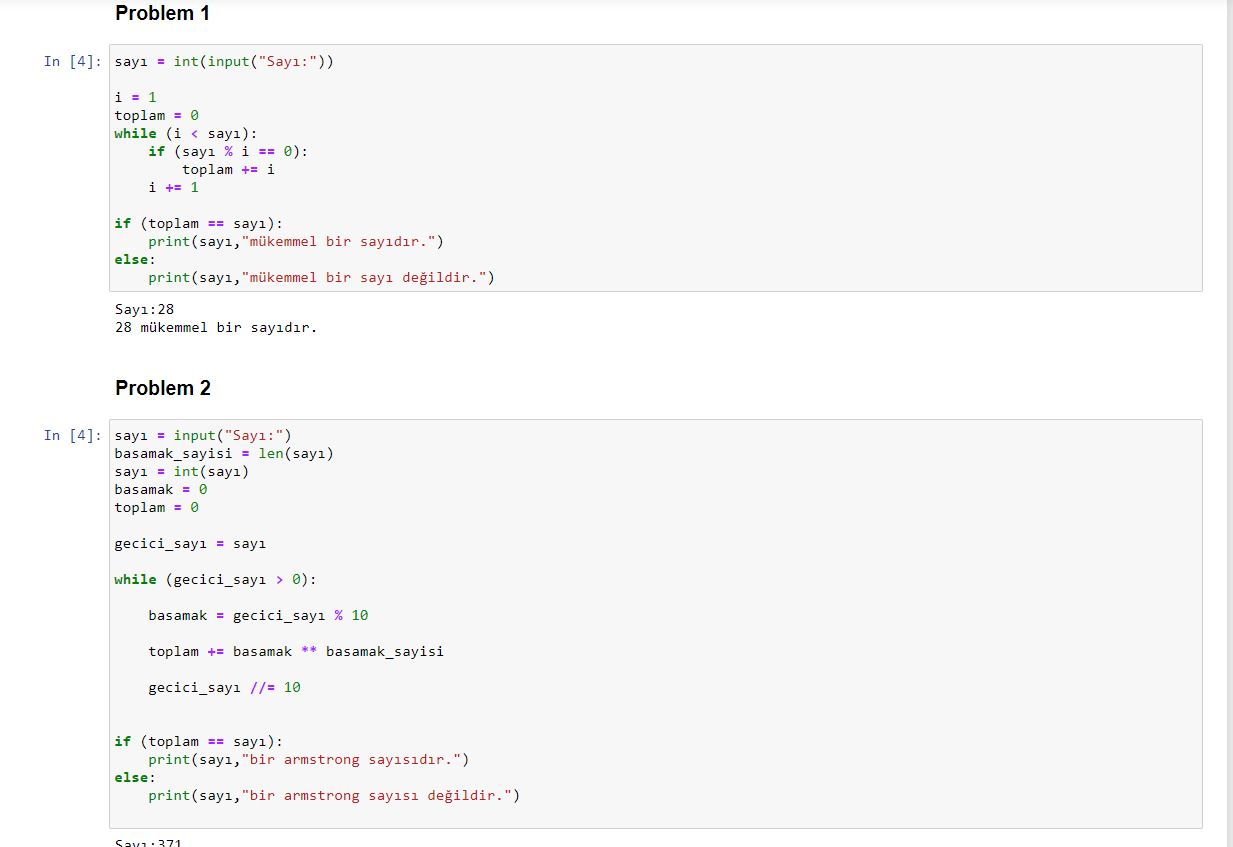 Problem 1
In [4]: sayı = int(input("Sayı:"))
i = 1
toplam = 0
while (i < sayı):
    if (sayı % i == 0):
        toplam += i
    i += 1
if (toplam == sayı):
    print(sayı,"mükemmel bir sayıdır.")
else:
    print(sayı,"mükemmel bir sayı değildir.")
Sayı:28
28 mükemmel bir sayıdır.
Problem 2
In [4]: sayı = input("Sayı:")
basamak_sayisi = len(sayı)
sayı = int(sayı)
basamak = 0
toplam = 0
gecici_sayı = sayı
while (gecici_sayı > 0):
    basamak = gecici_sayı % 10
    toplam += basamak ** basamak_sayisi
    gecici_sayı //= 10
if (toplam == sayı):
    print(sayı,"bir armstrong sayısıdır.")
else:
    print(sayı,"bir armstrong sayısı değildir.")
Sayı:371